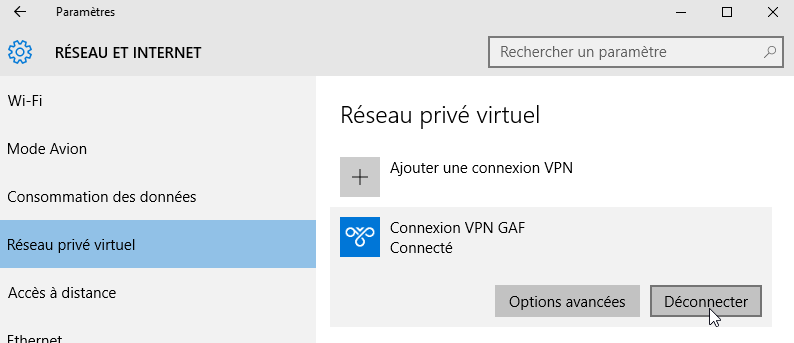 Paramètres
RÉSEAU ET INTERNET
Rechercher un paramètre
Wi-Fi
Mode Avion
Consommation des données
Réseau privé virtuel
Accès à distance
Ethernet
Réseau privé virtuel
Ajouter une connexion VPN
Connexion VPN GAF
Connecté
Options avancées
Déconnecter